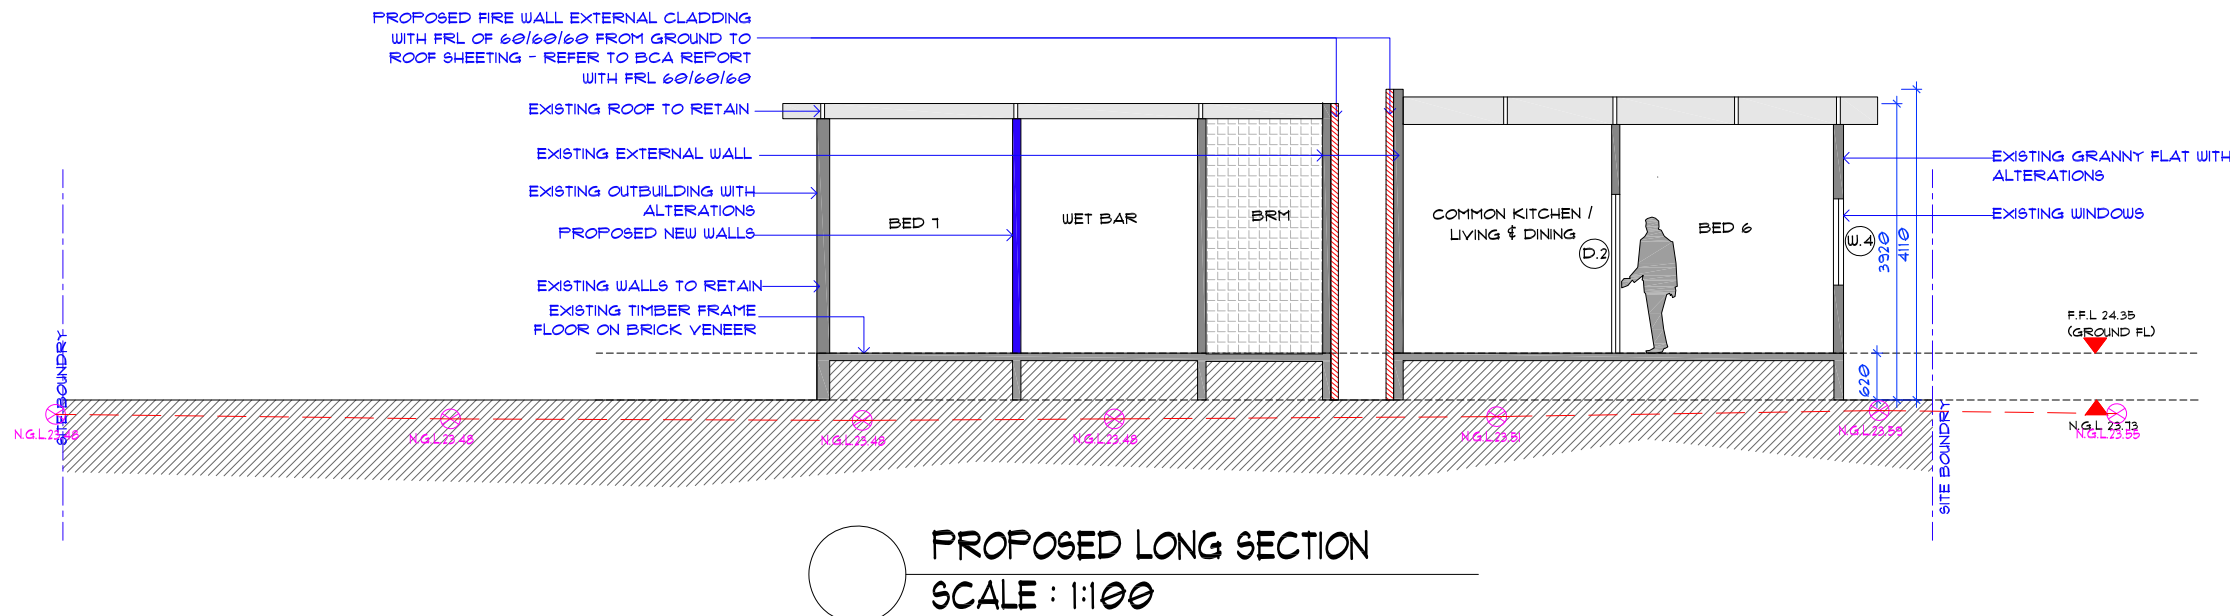 PROPOSED FIRE WALL EXTERNAL CLADDING
WITH FRL OF 60/60/60 FROM GROUND TO
ROOF SHEETING - REFER TO BCA REPORT
WITH FRL 60/60/60
EXISTING ROOF TO RETAIN
EXISTING EXTERNAL WALL
EXISTING OUTBUILDING WITH
ALTERATIONS
PROPOSED NEW WALLS
EXISTING WALLS TO RETAIN
EXISTING TIMBER FRAME
FLOOR ON BRICK VENEER
BED 7
WET BAR
BRM
COMMON KITCHEN /
LIVING & DINING
D.2
BED 6
W.4
3920
4110
620
EXISTING GRANNY FLAT WITH
ALTERATIONS
EXISTING WINDOWS
F.F.L 24.35
(GROUND FL)
N.G.L 23.73
N.G.L 23.55
SITE BOUNDRY
SITE BOUNDRY
N.G.L 23.48
N.G.L 23.48
N.G.L 23.48
N.G.L 23.48
N.G.L 23.51
N.G.L 23.59
PROPOSED LONG SECTION
SCALE : 1:100